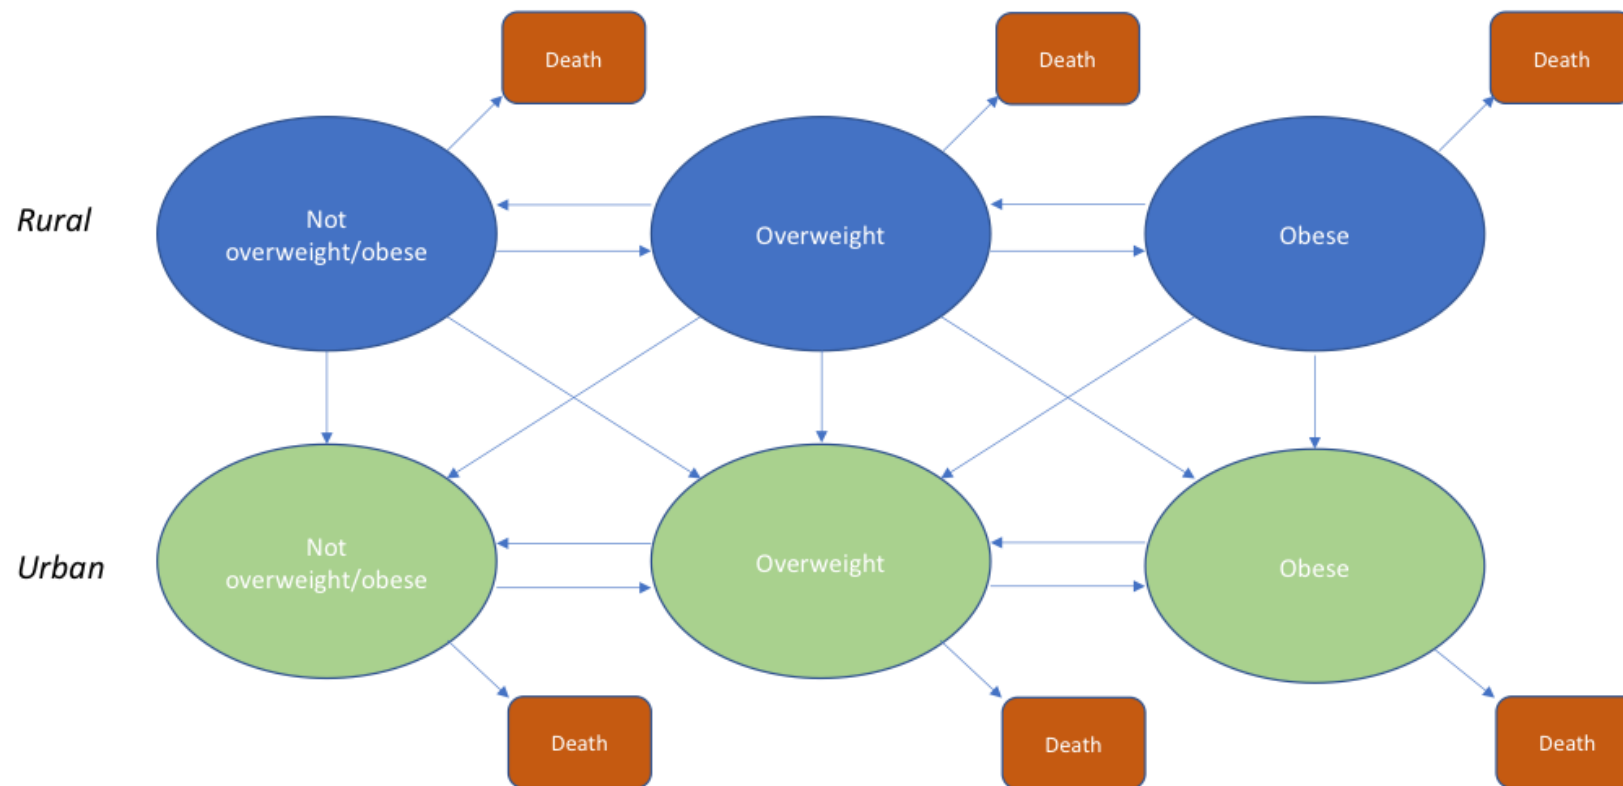 Death
Death
Death
Rural
Not
overweight/obese
Overweight
Obese
Urban
Not
overweight/obese
Overweight
Obese
Death
Death
Death